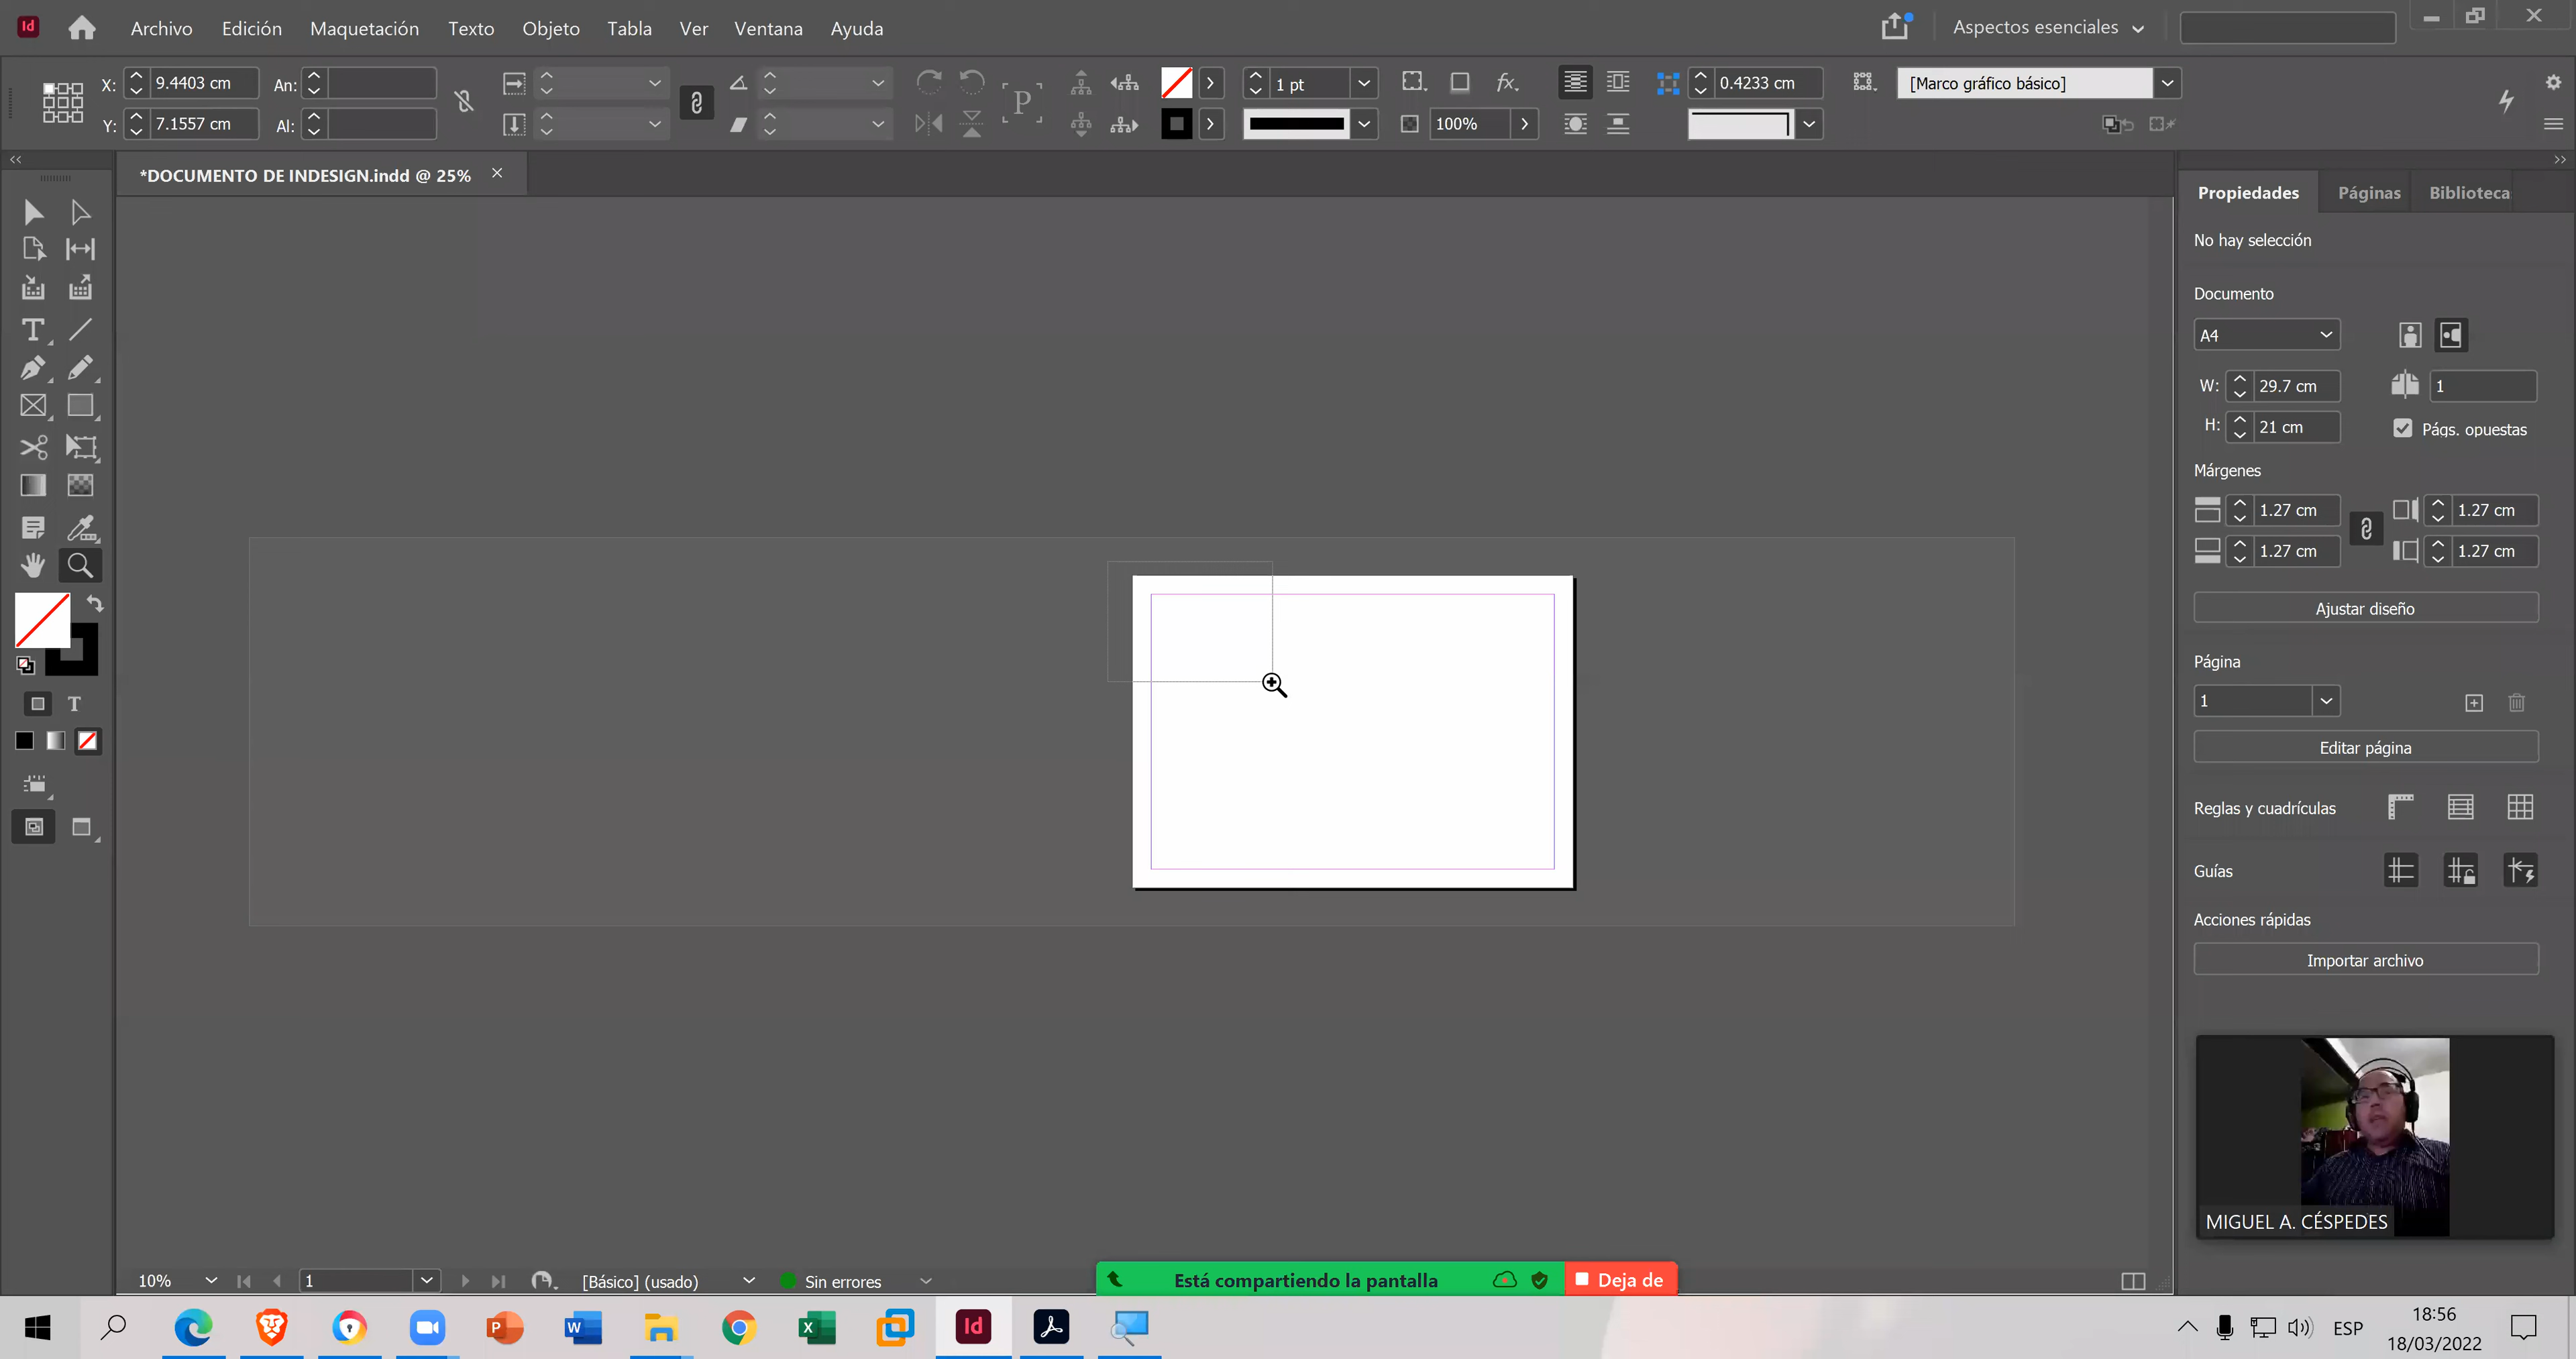 Id
Archivo Edición Maquetación Texto Objeto Tabla Ver Ventana Ayuda Aspectos esenciales
X: 9.4403 cm An: 1 pt fx. 0.4233 cm [Marco gráfico básico]
Y: 7.1557 cm Al: P 100%
*DOCUMENTO DE INDESIGN.indd @ 25%
Propiedades Páginas Biblioteca
No hay selección
Documento
A4
W: 29.7 cm 1
H: 21 cm Págs. opuestas
Márgenes
1.27 cm 1.27 cm
1.27 cm 1.27 cm
Ajustar diseño
Página
1
Editar página
Reglas y cuadrículas
Guías
Acciones rápidas
Importar archivo
MIGUEL A. CÉSPEDES
10% 1 [Básico] (usado) Sin errores
Está compartiendo la pantalla Deja de
ESP 18:56
18/03/2022